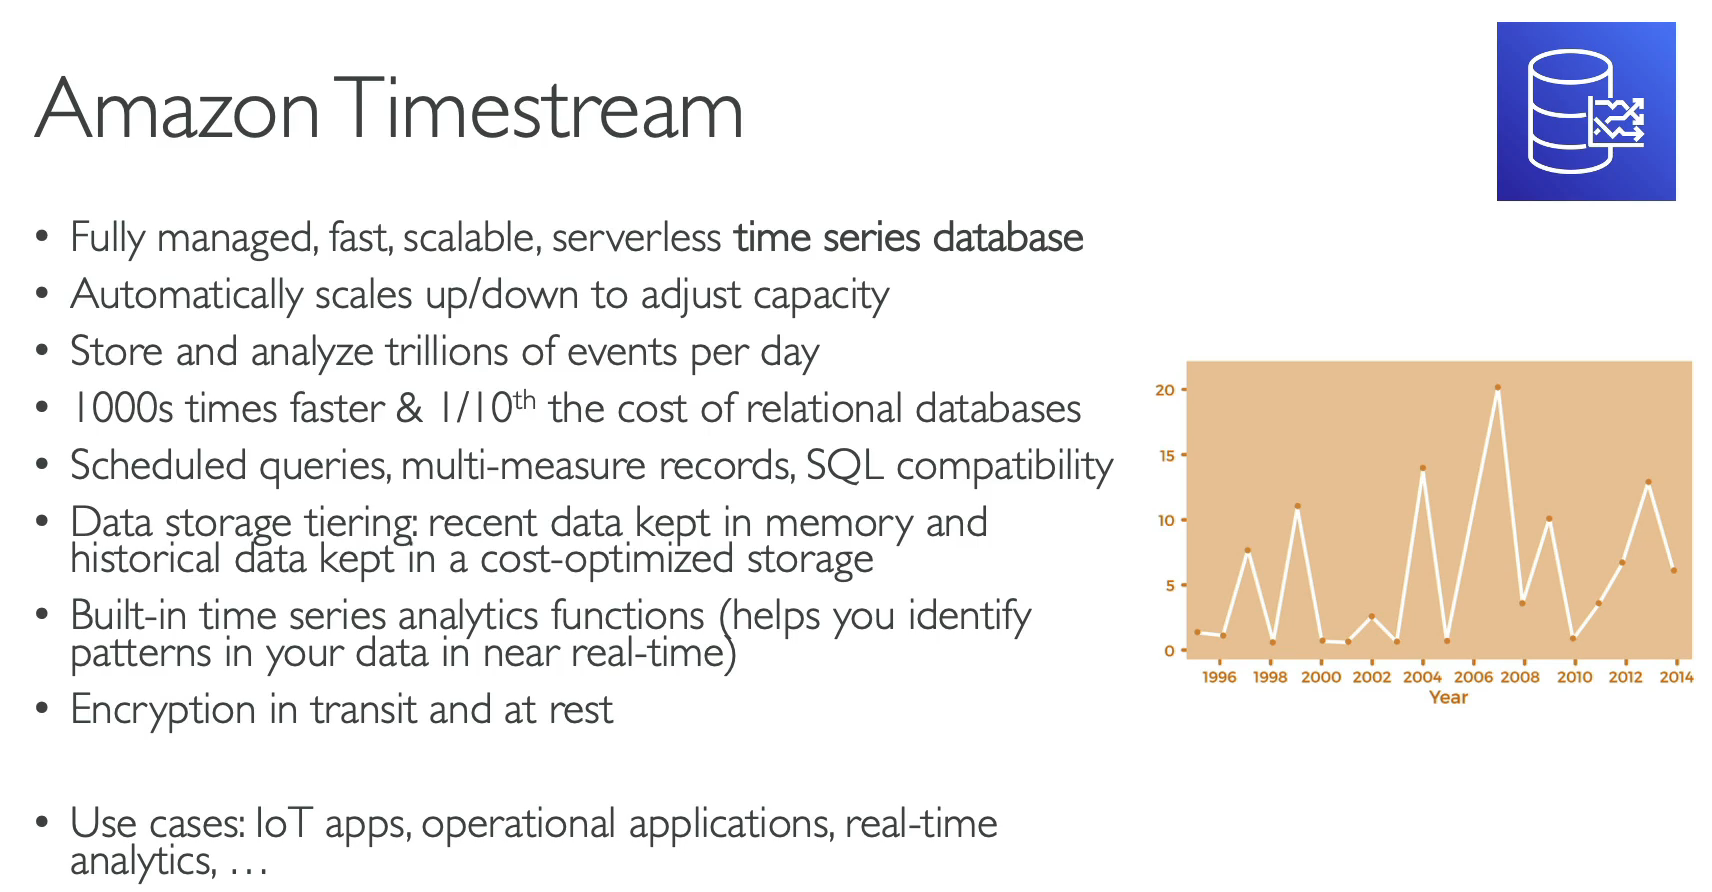 Amazon Timestream
• Fully managed, fast, scalable, serverless time series database
• Automatically scales up/down to adjust capacity
• Store and analyze trillions of events per day
• 1000s times faster & 1/10th the cost of relational databases
• Scheduled queries, multi-measure records, SQL compatibility
• Data storage tiering: recent data kept in memory and
historical data kept in a cost-optimized storage
• Built-in time series analytics functions (helps you identify
patterns in your data in near real-time)
• Encryption in transit and at rest
• Use cases: IoT apps, operational applications, real-time
analytics, …
20
15
10
5
0
1996 1998 2000 2002 2004 2006 2008 2010 2012 2014
Year